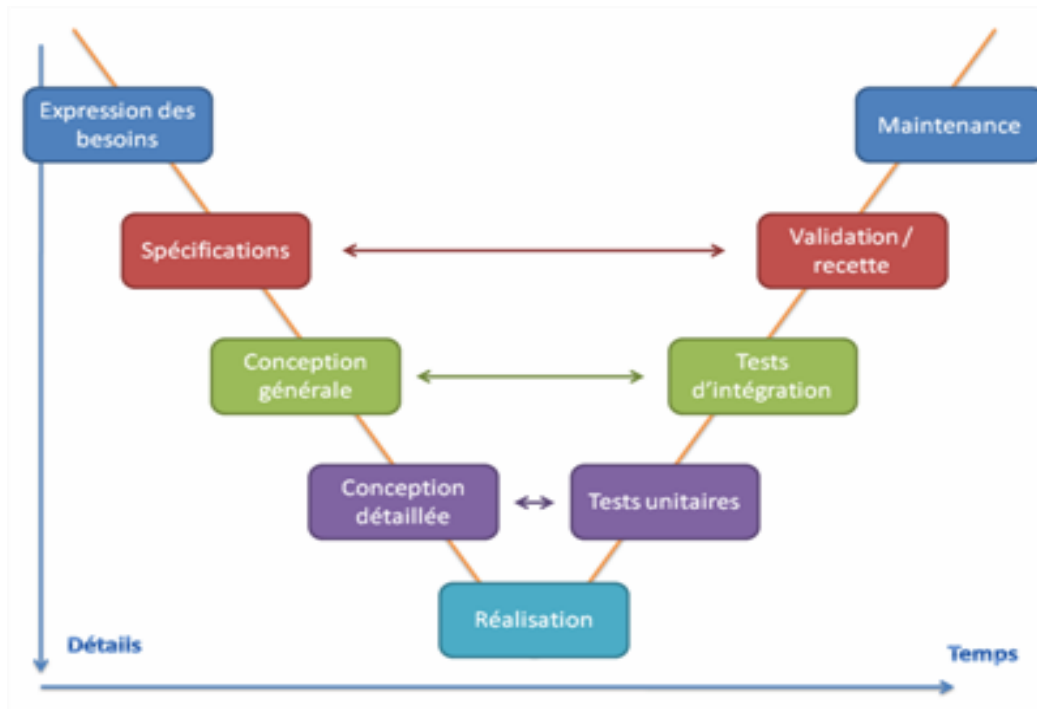 Expression des
besoins
Maintenance
Spécifications
Validation /
recette
Conception
générale
Tests
d'intégration
Conception
détaillée
Tests unitaires
Réalisation
Détails
Temps